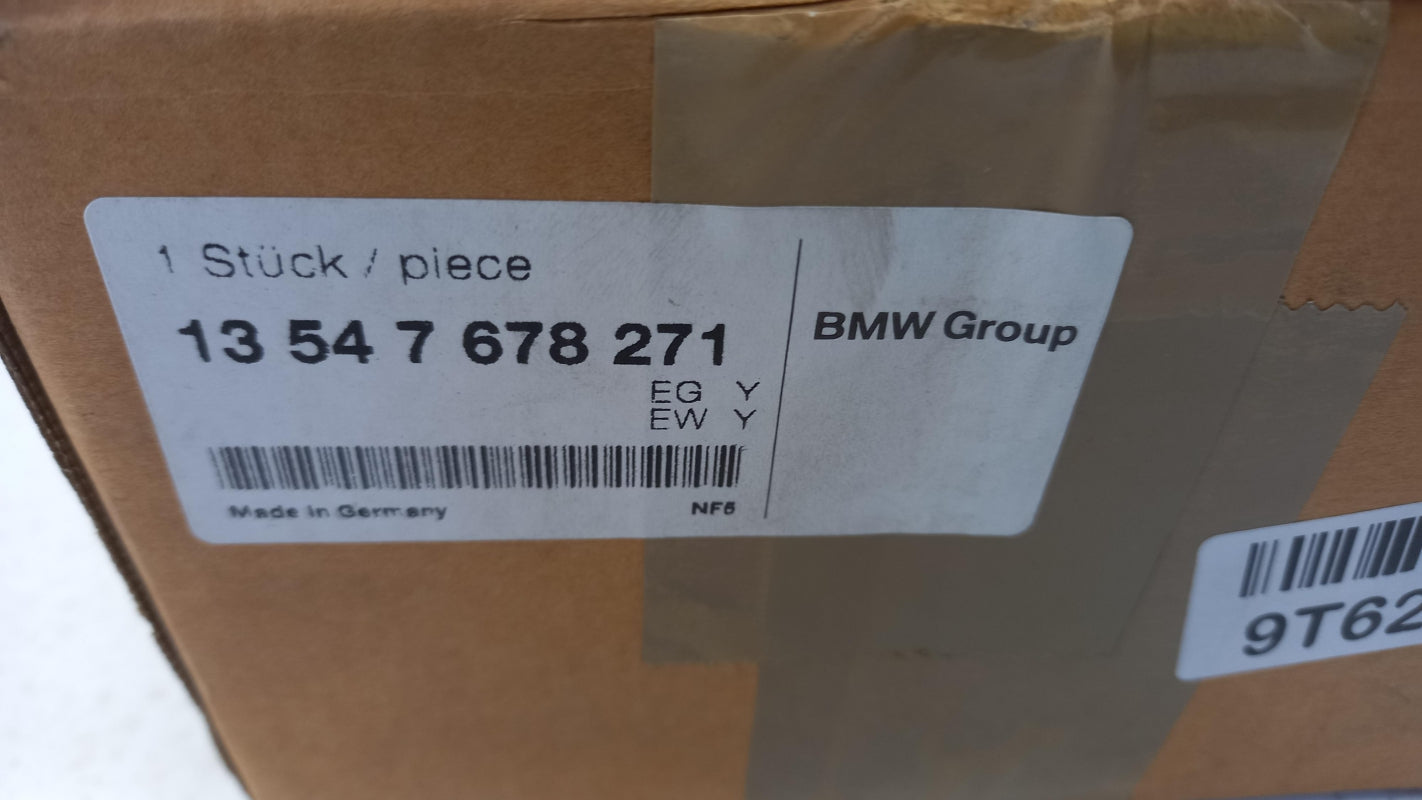 1 Stück / piece
13 54 7 678 271
EG Y
EW Y
Made in Germany
NF5
BMW Group
9T62